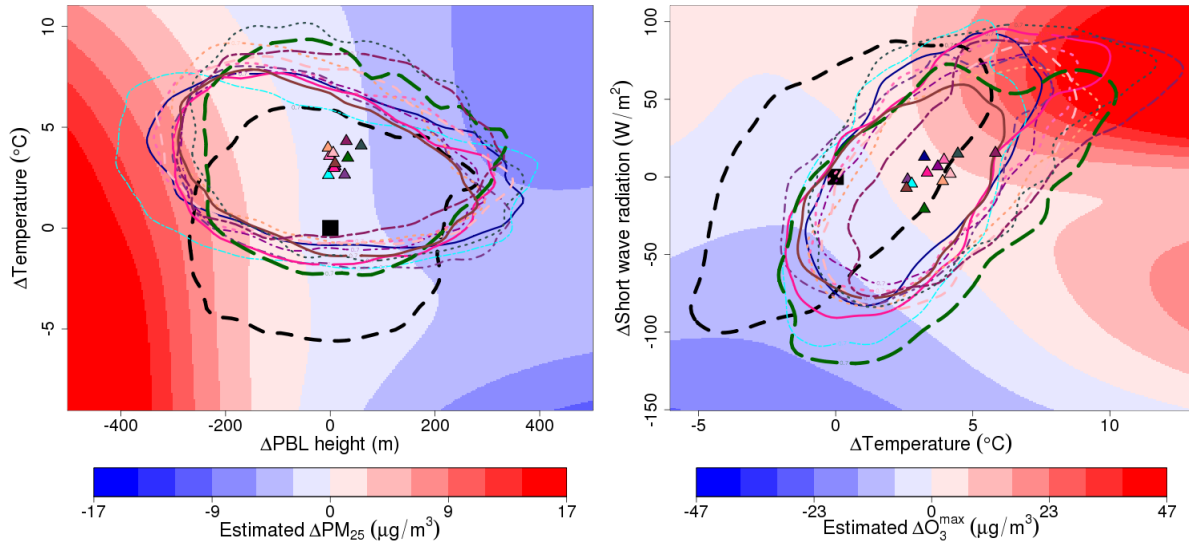 10
5
0
-5
ΔTemperature (°C)
-400 -200 0 200 400
ΔPBL height (m)
-17 -9 0 9 17
Estimated ΔPM₂₅ (μg/m³)
100
50
0
-50
-100
-150
ΔShort wave radiation (W/m²)
-5 0 5 10
ΔTemperature (°C)
-47 -23 0 23 47
Estimated ΔO₃ᵐᵃˣ (μg/m³)